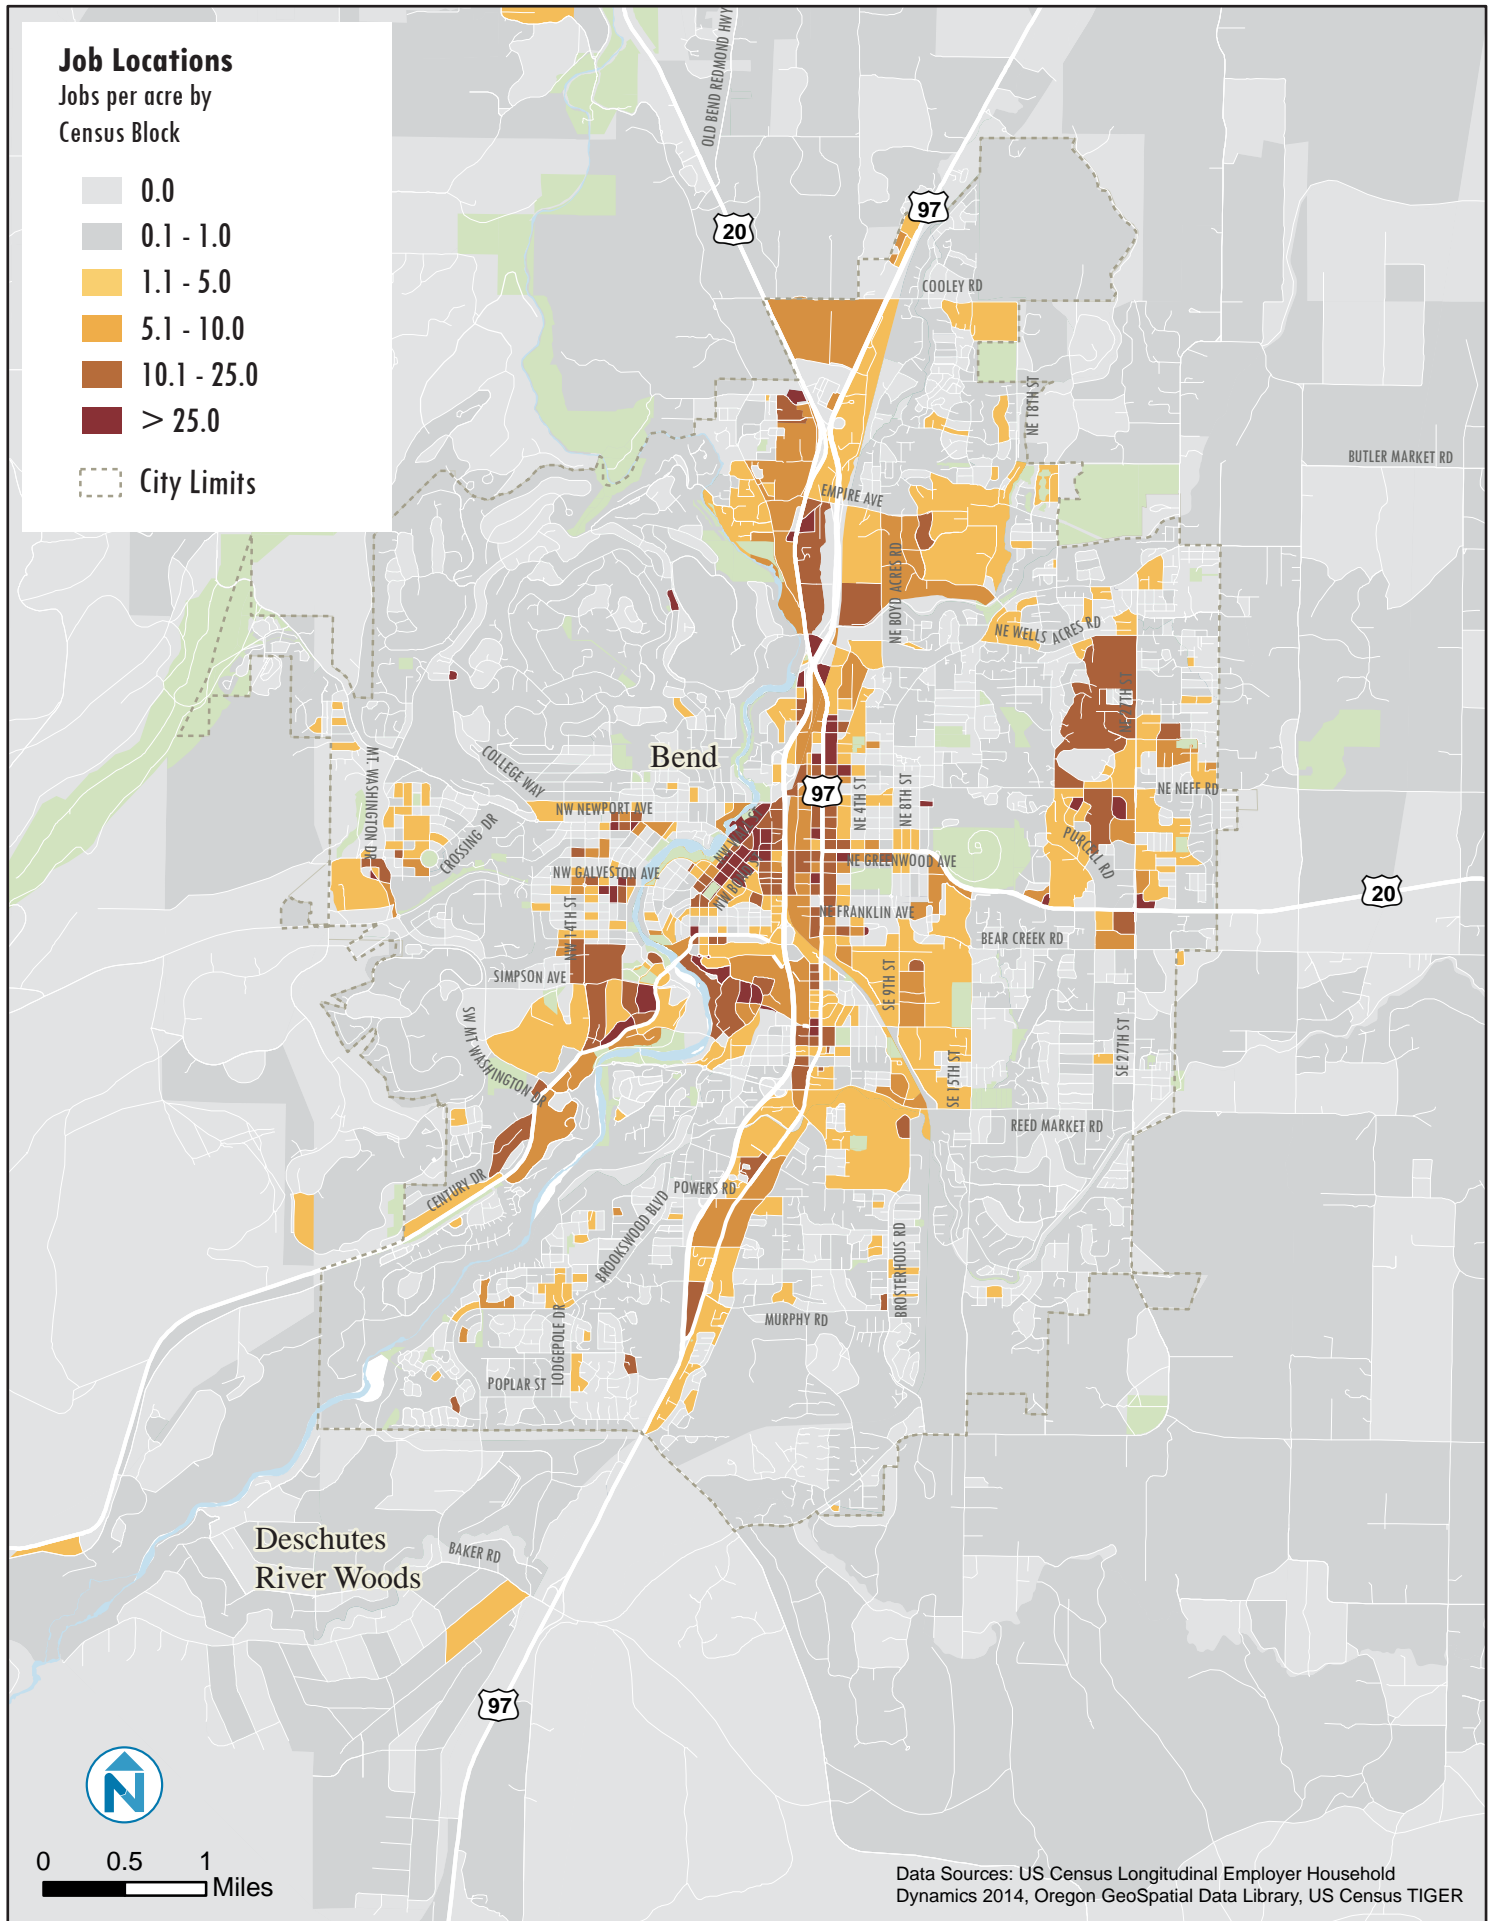 Job Locations
Jobs per acre by
Census Block
0.0
0.1 - 1.0
1.1 - 5.0
5.1 - 10.0
10.1 - 25.0
> 25.0
City Limits
OLD BEND REDMOND HWY
97
20
COOLEY RD
NE 18TH ST
BUTLER MARKET RD
EMPIRE AVE
NE BOYD ACRES RD
NE WELLS ACRES RD
NE 27TH ST
Bend
MT. WASHINGTON DR
COLLEGE WAY
97
NE 4TH ST
NE 8TH ST
NE NEFF RD
NW NEWPORT AVE
CROSSING DR
PURCELL RD
NW GALVESTON AVE
NE GREENWOOD AVE
20
NE FRANKLIN AVE
NW 14TH ST
BEAR CREEK RD
SIMPSON AVE
SE 9TH ST
SW MT WASHINGTON DR
SE 15TH ST
SE 27TH ST
REED MARKET RD
CENTURY DR
POWERS RD
BROOKSWOOD BLVD
BROSTERHOUS RD
LODGEPOLE DR
MURPHY RD
POPLAR ST
Deschutes
River Woods
BAKER RD
97
N
0 0.5 1
Miles
Data Sources: US Census Longitudinal Employer Household
Dynamics 2014, Oregon GeoSpatial Data Library, US Census TIGER